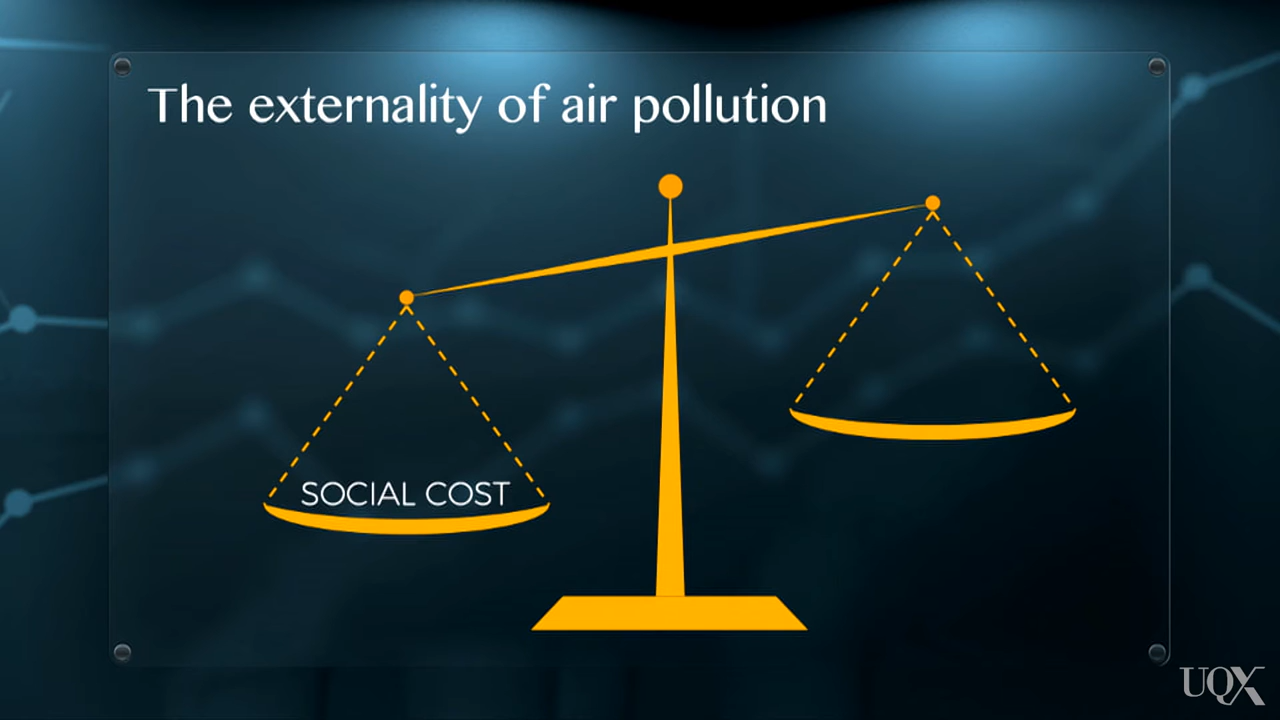 The externality of air pollution
SOCIAL COST
UQX